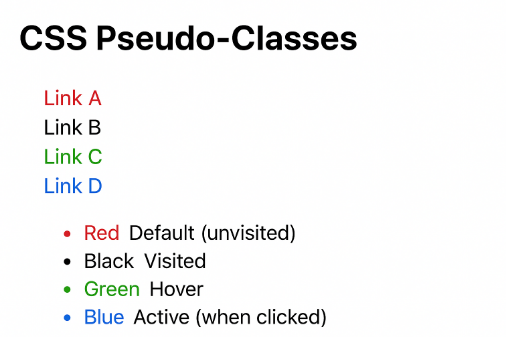 CSS Pseudo-Classes
Link A
Link B
Link C
Link D
• Red Default (unvisited)
• Black Visited
• Green Hover
• Blue Active (when clicked)